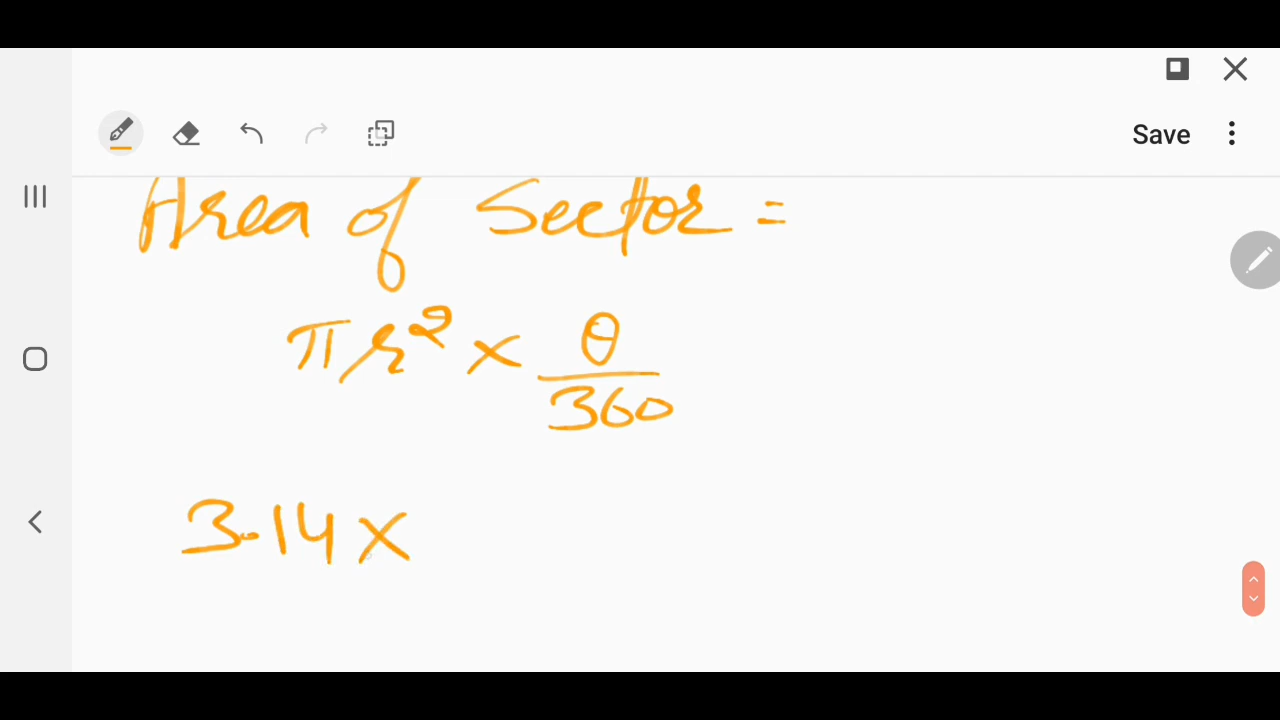 Save
Area of Sector =
πr² × θ/360
3.14 ×